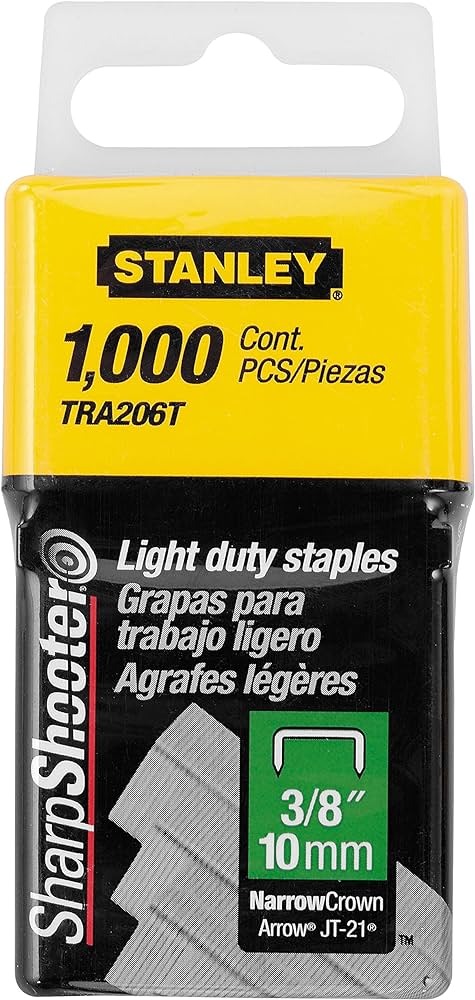 STANLEY®
1,000 Cont. PCS/Piezas
TRA206T
SharpShooter®
Light duty staples
Grapas para
trabajo ligero
Agrafes légères
3/8″
10mm
NarrowCrown
Arrow® JT-21®
™